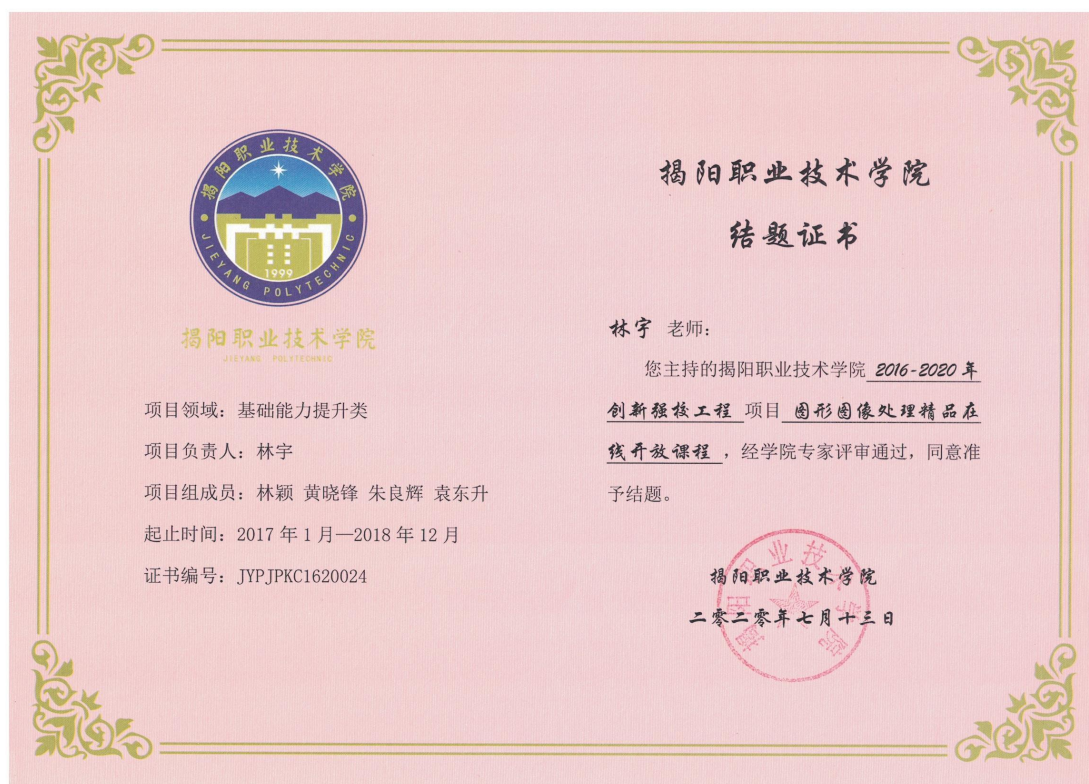 揭阳职业技术学院
JIEYANG POLYTECHNIC
1999
揭阳职业技术学院
JIEYANG POLYTECHNIC
项目领域：基础能力提升类
项目负责人：林宇
项目组成员：林颖 黄晓锋 朱良辉 袁东升
起止时间：2017 年 1 月—2018 年 12 月
证书编号：JYPJPKC1620024
揭阳职业技术学院
结题证书
林宇 老师：
您主持的揭阳职业技术学院 2016-2020 年
创新强校工程 项目 图形图像处理精品在
线开放课程 ，经学院专家评审通过，同意准
予结题。
揭阳职业技术学院
二零二零年七月十三日
揭阳职业技术学院